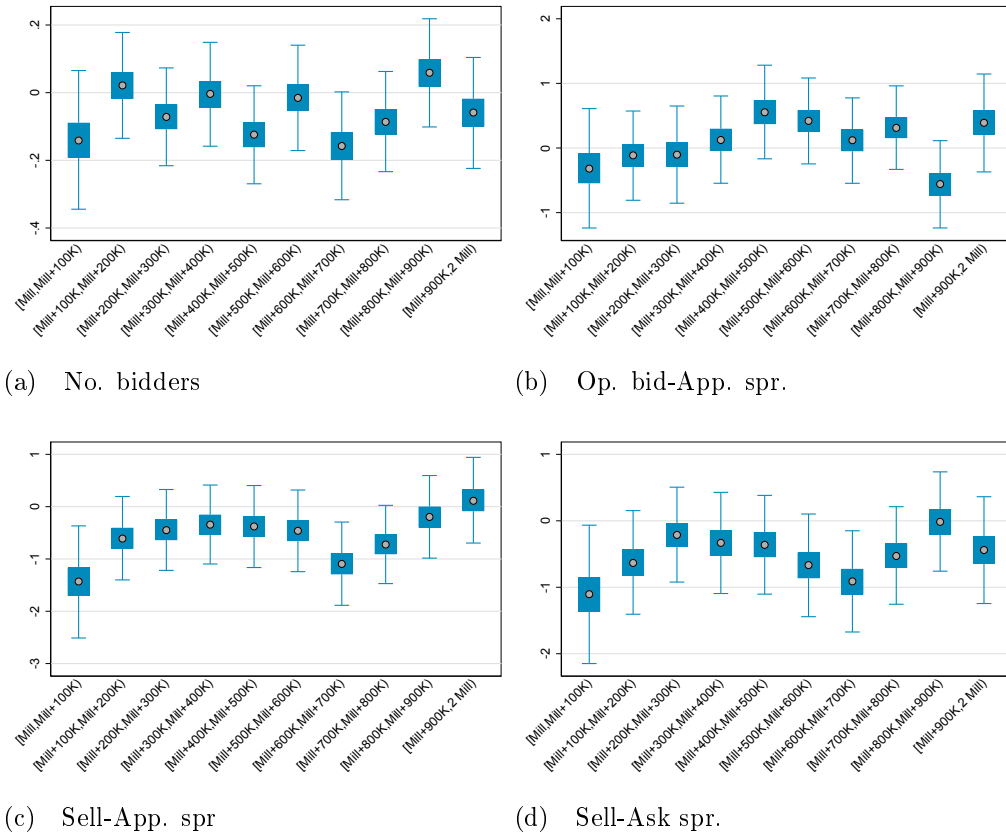 .2
0
-.2
-.4
[Mill,Mill+100K)
[Mill+100K,Mill+200K)
[Mill+200K,Mill+300K)
[Mill+300K,Mill+400K)
[Mill+400K,Mill+500K)
[Mill+500K,Mill+600K)
[Mill+600K,Mill+700K)
[Mill+700K,Mill+800K)
[Mill+800K,Mill+900K)
[Mill+900K,2 Mill)
(a) No. bidders
2
1
0
-1
[Mill,Mill+100K)
[Mill+100K,Mill+200K)
[Mill+200K,Mill+300K)
[Mill+300K,Mill+400K)
[Mill+400K,Mill+500K)
[Mill+500K,Mill+600K)
[Mill+600K,Mill+700K)
[Mill+700K,Mill+800K)
[Mill+800K,Mill+900K)
[Mill+900K,2 Mill)
(b) Op. bid-App. spr.
1
0
-1
-2
-3
[Mill,Mill+100K)
[Mill+100K,Mill+200K)
[Mill+200K,Mill+300K)
[Mill+300K,Mill+400K)
[Mill+400K,Mill+500K)
[Mill+500K,Mill+600K)
[Mill+600K,Mill+700K)
[Mill+700K,Mill+800K)
[Mill+800K,Mill+900K)
[Mill+900K,2 Mill)
(c) Sell-App. spr
1
0
-1
-2
[Mill,Mill+100K)
[Mill+100K,Mill+200K)
[Mill+200K,Mill+300K)
[Mill+300K,Mill+400K)
[Mill+400K,Mill+500K)
[Mill+500K,Mill+600K)
[Mill+600K,Mill+700K)
[Mill+700K,Mill+800K)
[Mill+800K,Mill+900K)
[Mill+900K,2 Mill)
(d) Sell-Ask spr.